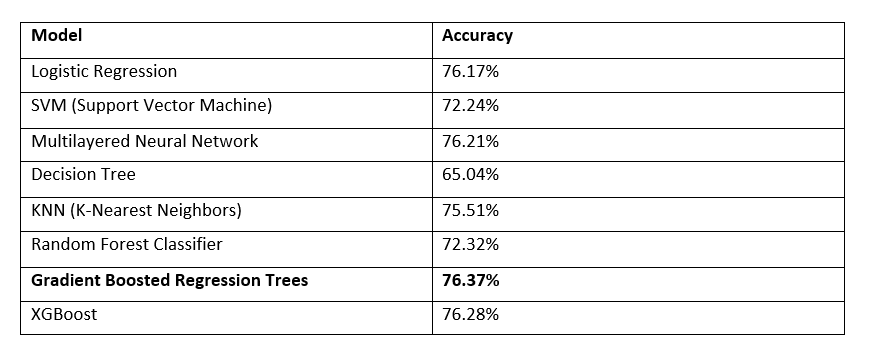 Model Accuracy
Logistic Regression 76.17%
SVM (Support Vector Machine) 72.24%
Multilayered Neural Network 76.21%
Decision Tree 65.04%
KNN (K-Nearest Neighbors) 75.51%
Random Forest Classifier 72.32%
Gradient Boosted Regression Trees 76.37%
XGBoost 76.28%